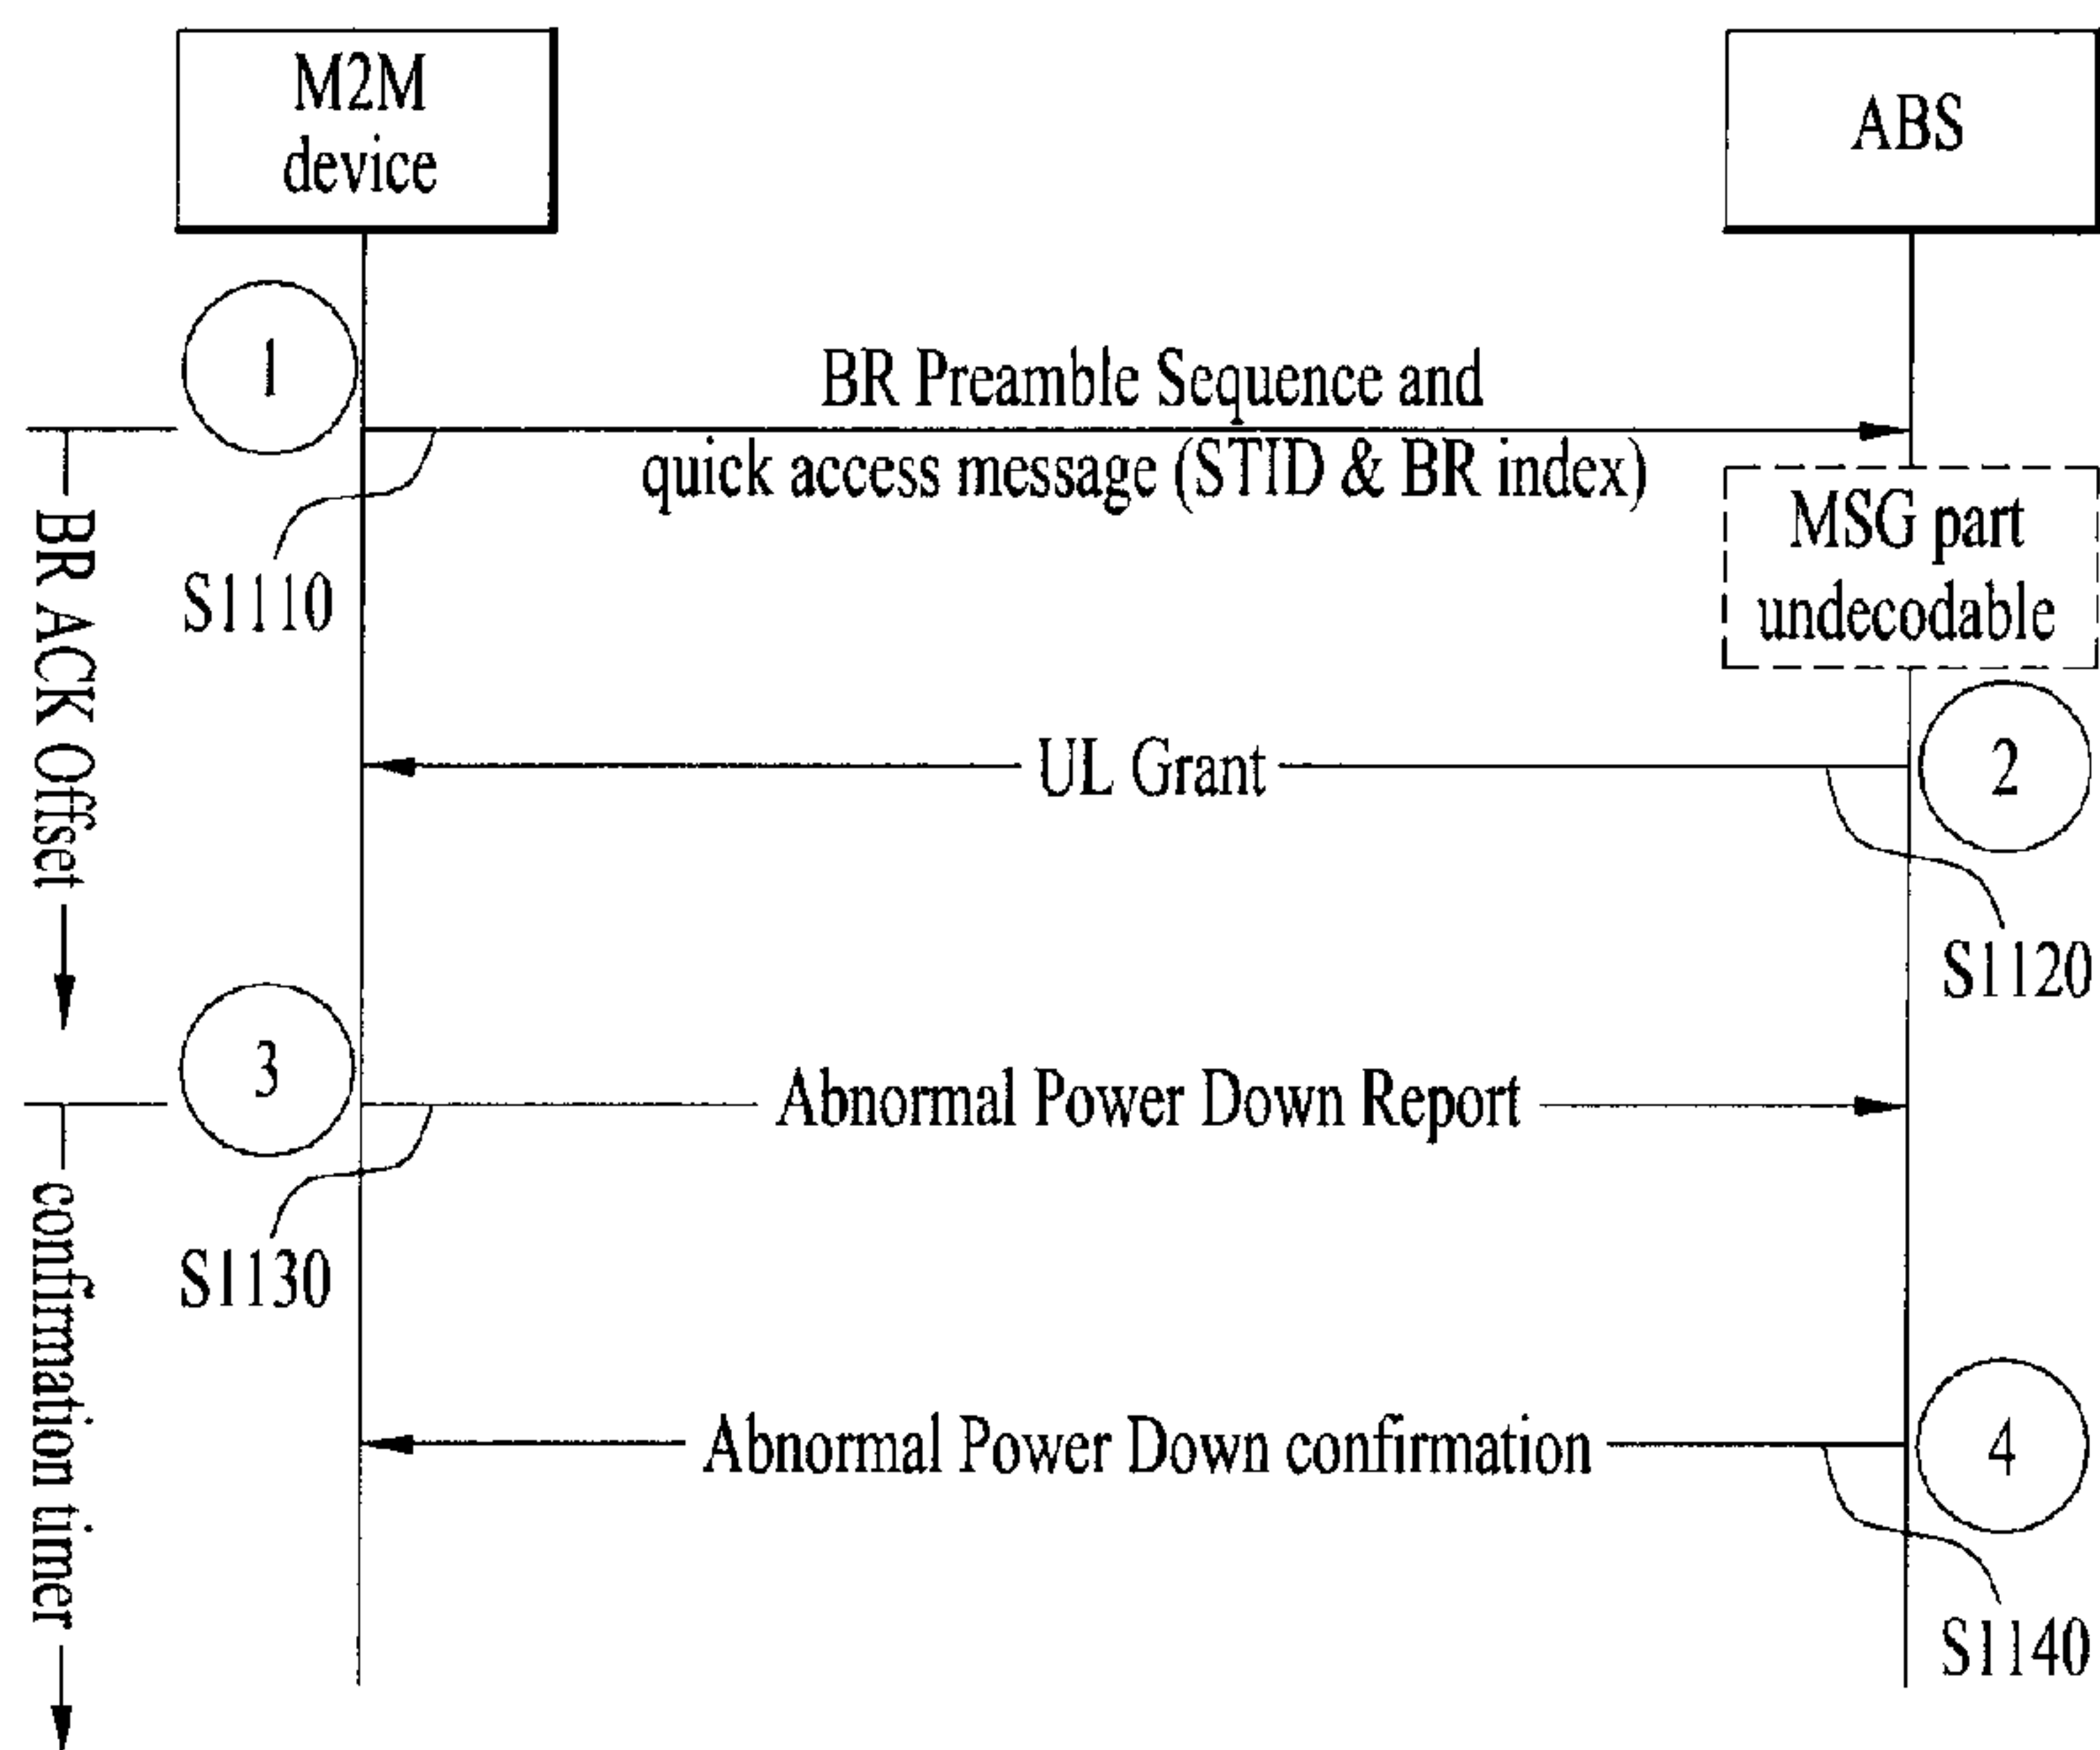 M2M
device
ABS
1
BR Preamble Sequence and
quick access message (STID & BR index)
S1110
MSG part
undecodable
BR ACK Offset
UL Grant
2
S1120
3
Abnormal Power Down Report
S1130
confirmation timer
Abnormal Power Down confirmation
4
S1140